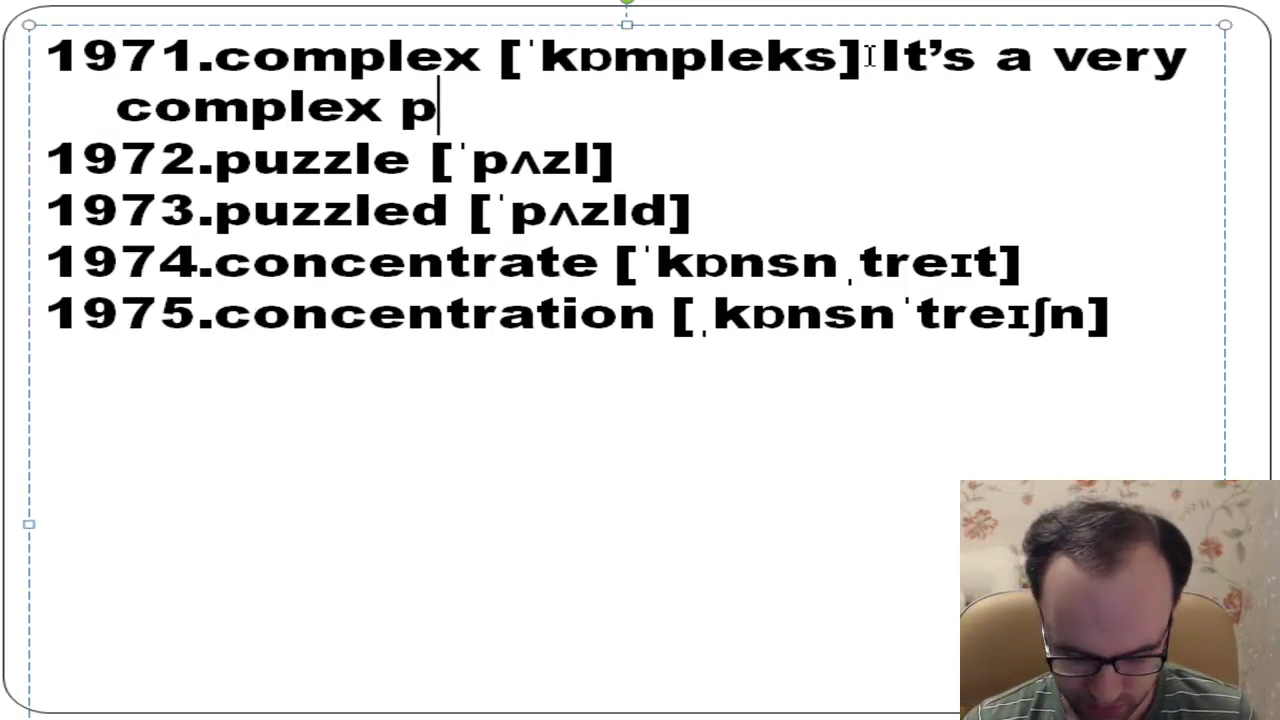 1971.complex [ˈkɒmpleks] It’s a very
complex p
1972.puzzle [ˈpʌzl]
1973.puzzled [ˈpʌzld]
1974.concentrate [ˈkɒnsnˌtreɪt]
1975.concentration [ˌkɒnsnˈtreɪʃn]